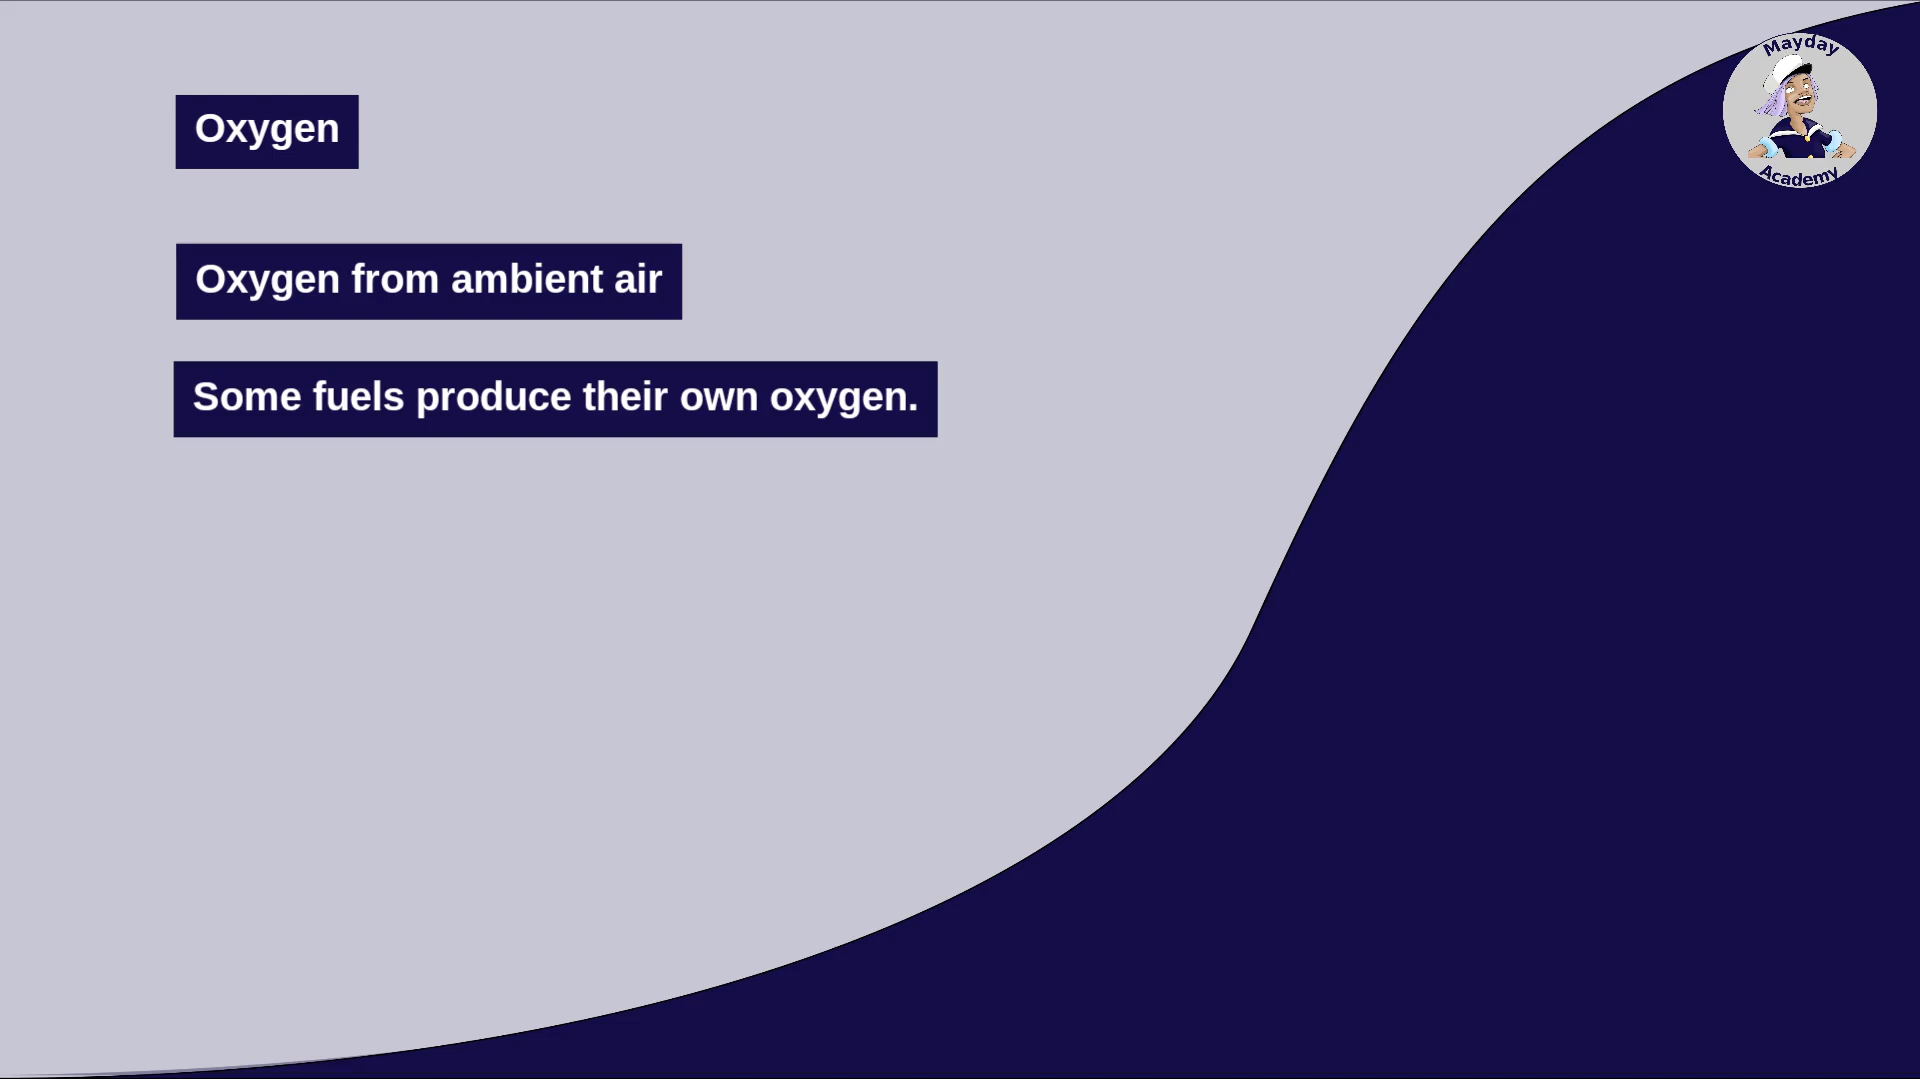 Mayday
Academy
Oxygen
Oxygen from ambient air
Some fuels produce their own oxygen.